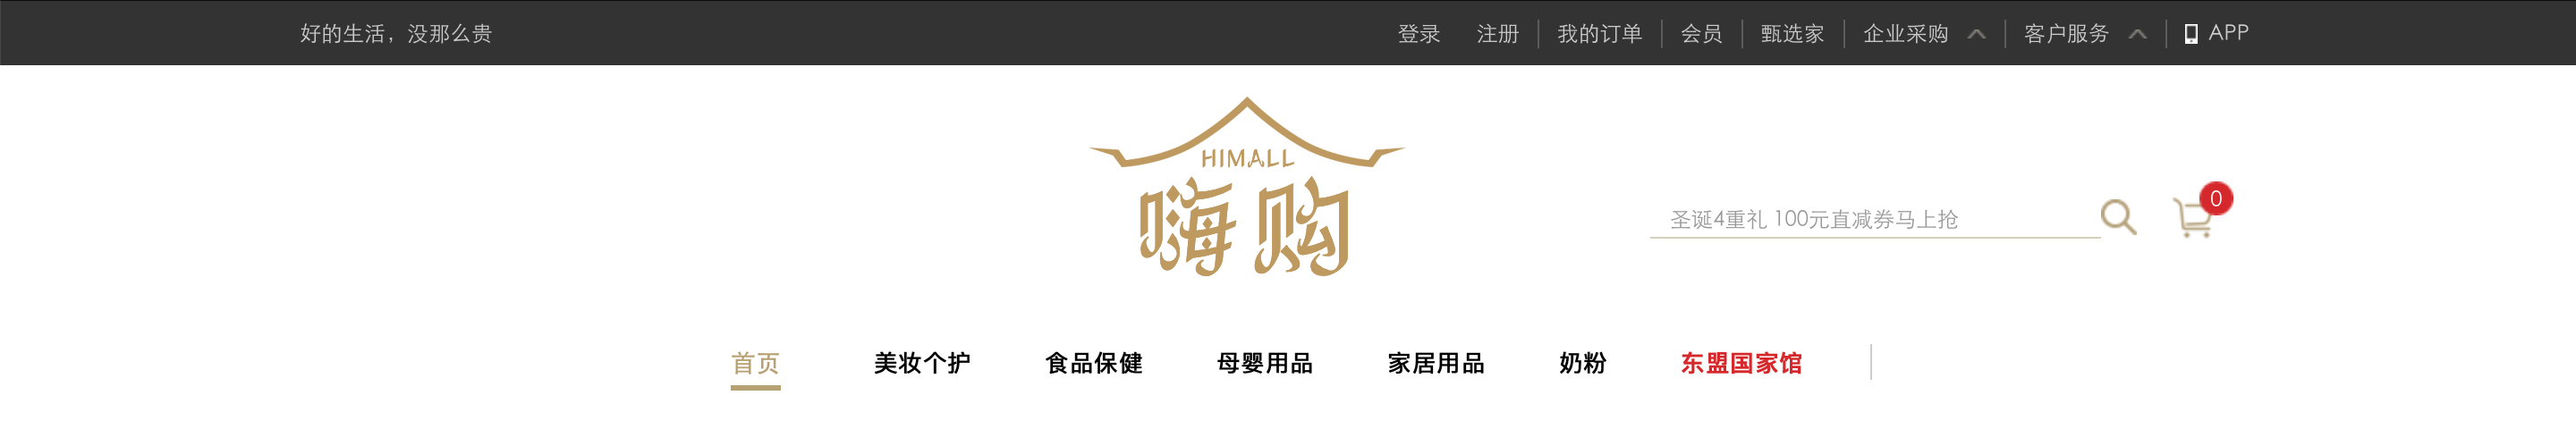 好的生活，没那么贵
登录 注册 我的订单 会员 甄选家 企业采购 客户服务 APP
HIMALL
嗨购
圣诞4重礼 100元直减券马上抢
0
首页 美妆个护 食品保健 母婴用品 家居用品 奶粉 东盟国家馆